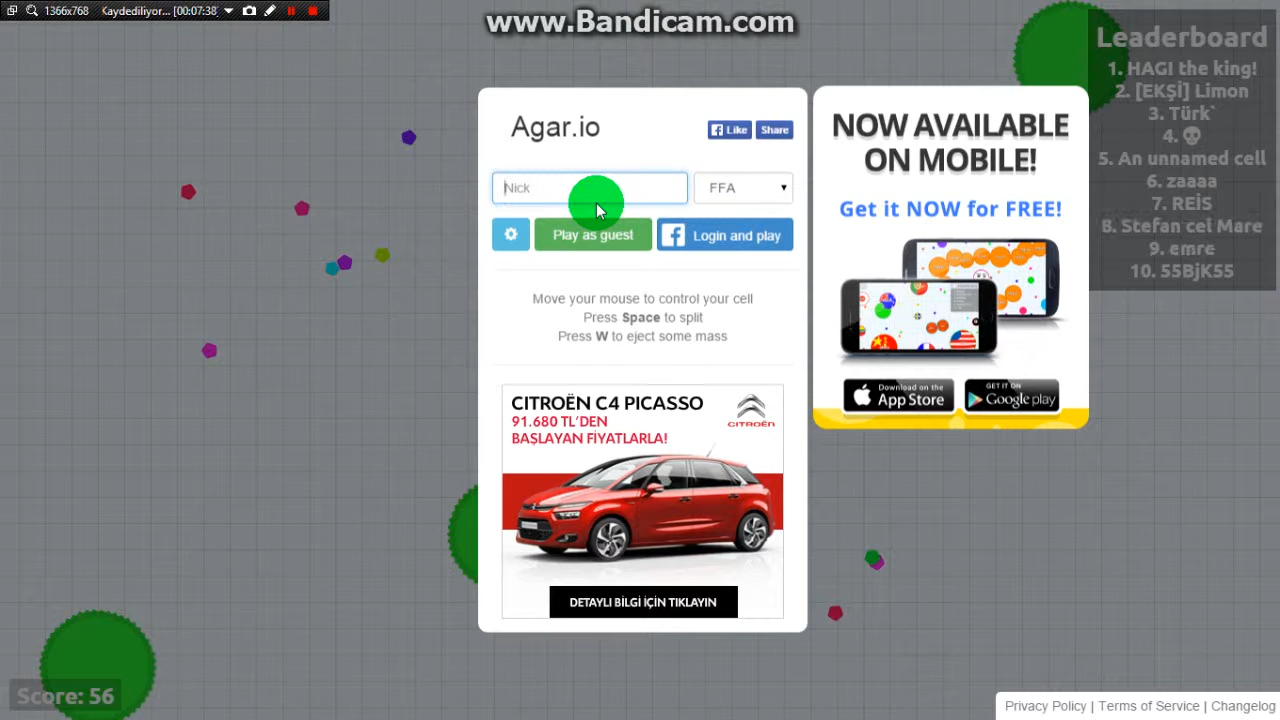 1366x768 Kaydediliyor... [00:07:38]
www.Bandicam.com
Leaderboard
1. HAGI the king!
2. [EKŞİ] Limon
3. Türk`
4. 💀
5. An unnamed cell
6. zaaaa
7. REİS
8. Stefan cel Mare
9. emre
10. 55BjK55
Agar.io
Like
Share
Nick
FFA
Play as guest
Login and play
Move your mouse to control your cell
Press Space to split
Press W to eject some mass
CITROËN C4 PICASSO
91.680 TL'DEN
BAŞLAYAN FİYATLARLA!
CITROËN
DETAYLI BİLGİ İÇİN TIKLAYIN
NOW AVAILABLE
ON MOBILE!
Get it NOW for FREE!
Download on the
App Store
GET IT ON
Google play
Score: 56
Privacy Policy | Terms of Service | Changelog